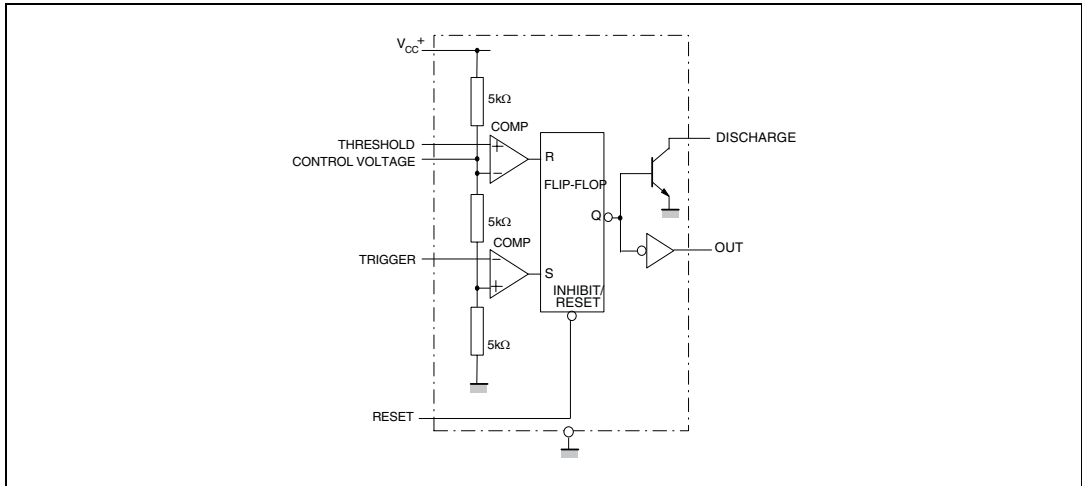 VCC+
5kΩ
COMP
THRESHOLD
CONTROL VOLTAGE
+
-
R
FLIP-FLOP
DISCHARGE
Q
5kΩ
COMP
TRIGGER
-
+
S
OUT
INHIBIT/
RESET
5kΩ
RESET